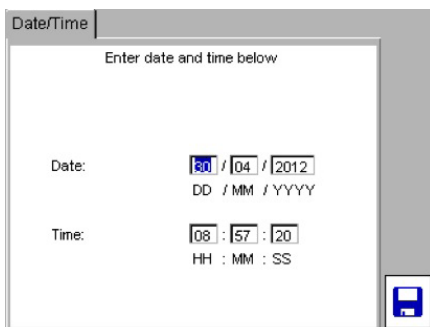 Date/Time
Enter date and time below
Date: 30 / 04 / 2012
DD / MM / YYYY
Time: 08 : 57 : 20
HH : MM : SS